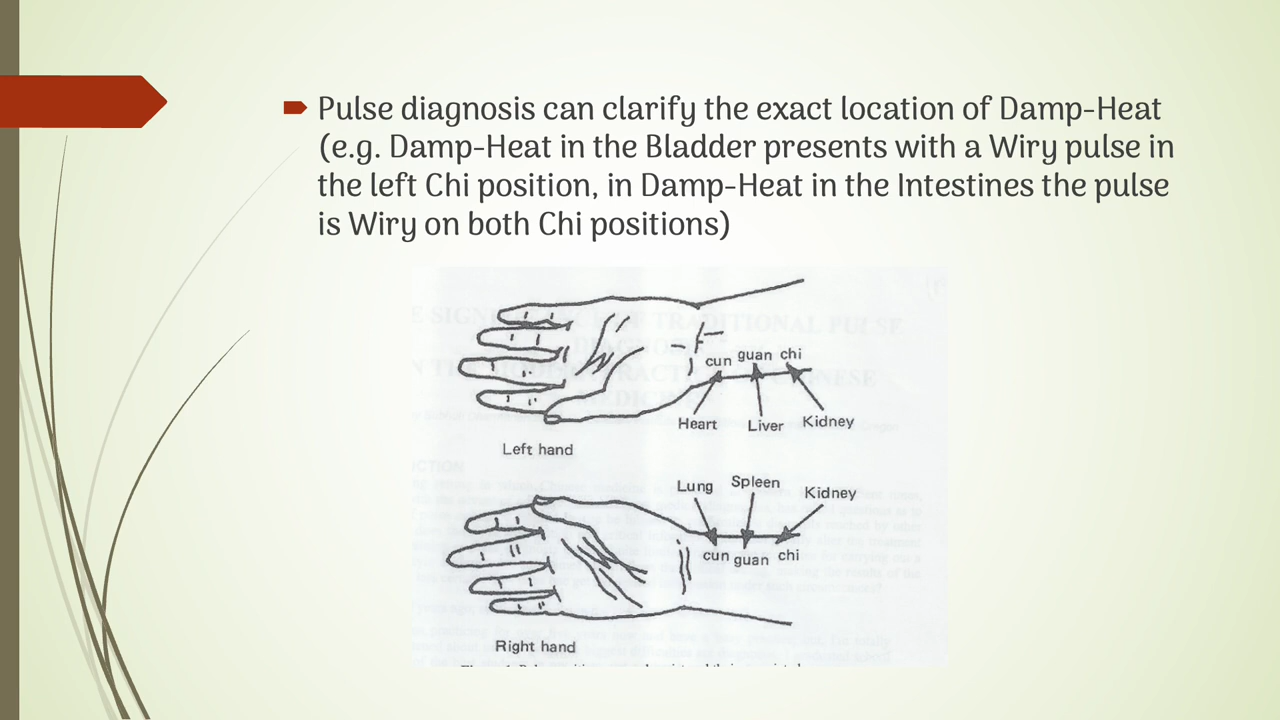 Pulse diagnosis can clarify the exact location of Damp-Heat
(e.g. Damp-Heat in the Bladder presents with a Wiry pulse in
the left Chi position, in Damp-Heat in the Intestines the pulse
is Wiry on both Chi positions)
cun guan chi
Heart Liver Kidney
Left hand
Lung Spleen Kidney
cun guan chi
Right hand